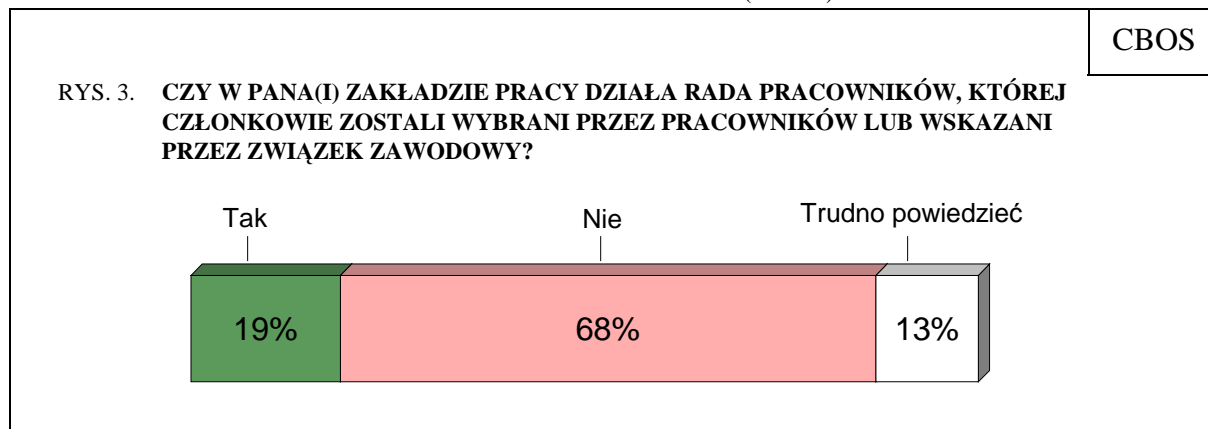 CBOS
RYS. 3. CZY W PANA(I) ZAKŁADZIE PRACY DZIAŁA RADA PRACOWNIKÓW, KTÓREJ
CZŁONKOWIE ZOSTALI WYBRANI PRZEZ PRACOWNIKÓW LUB WSKAZANI
PRZEZ ZWIĄZEK ZAWODOWY?
Tak Nie Trudno powiedzieć
19% 68% 13%